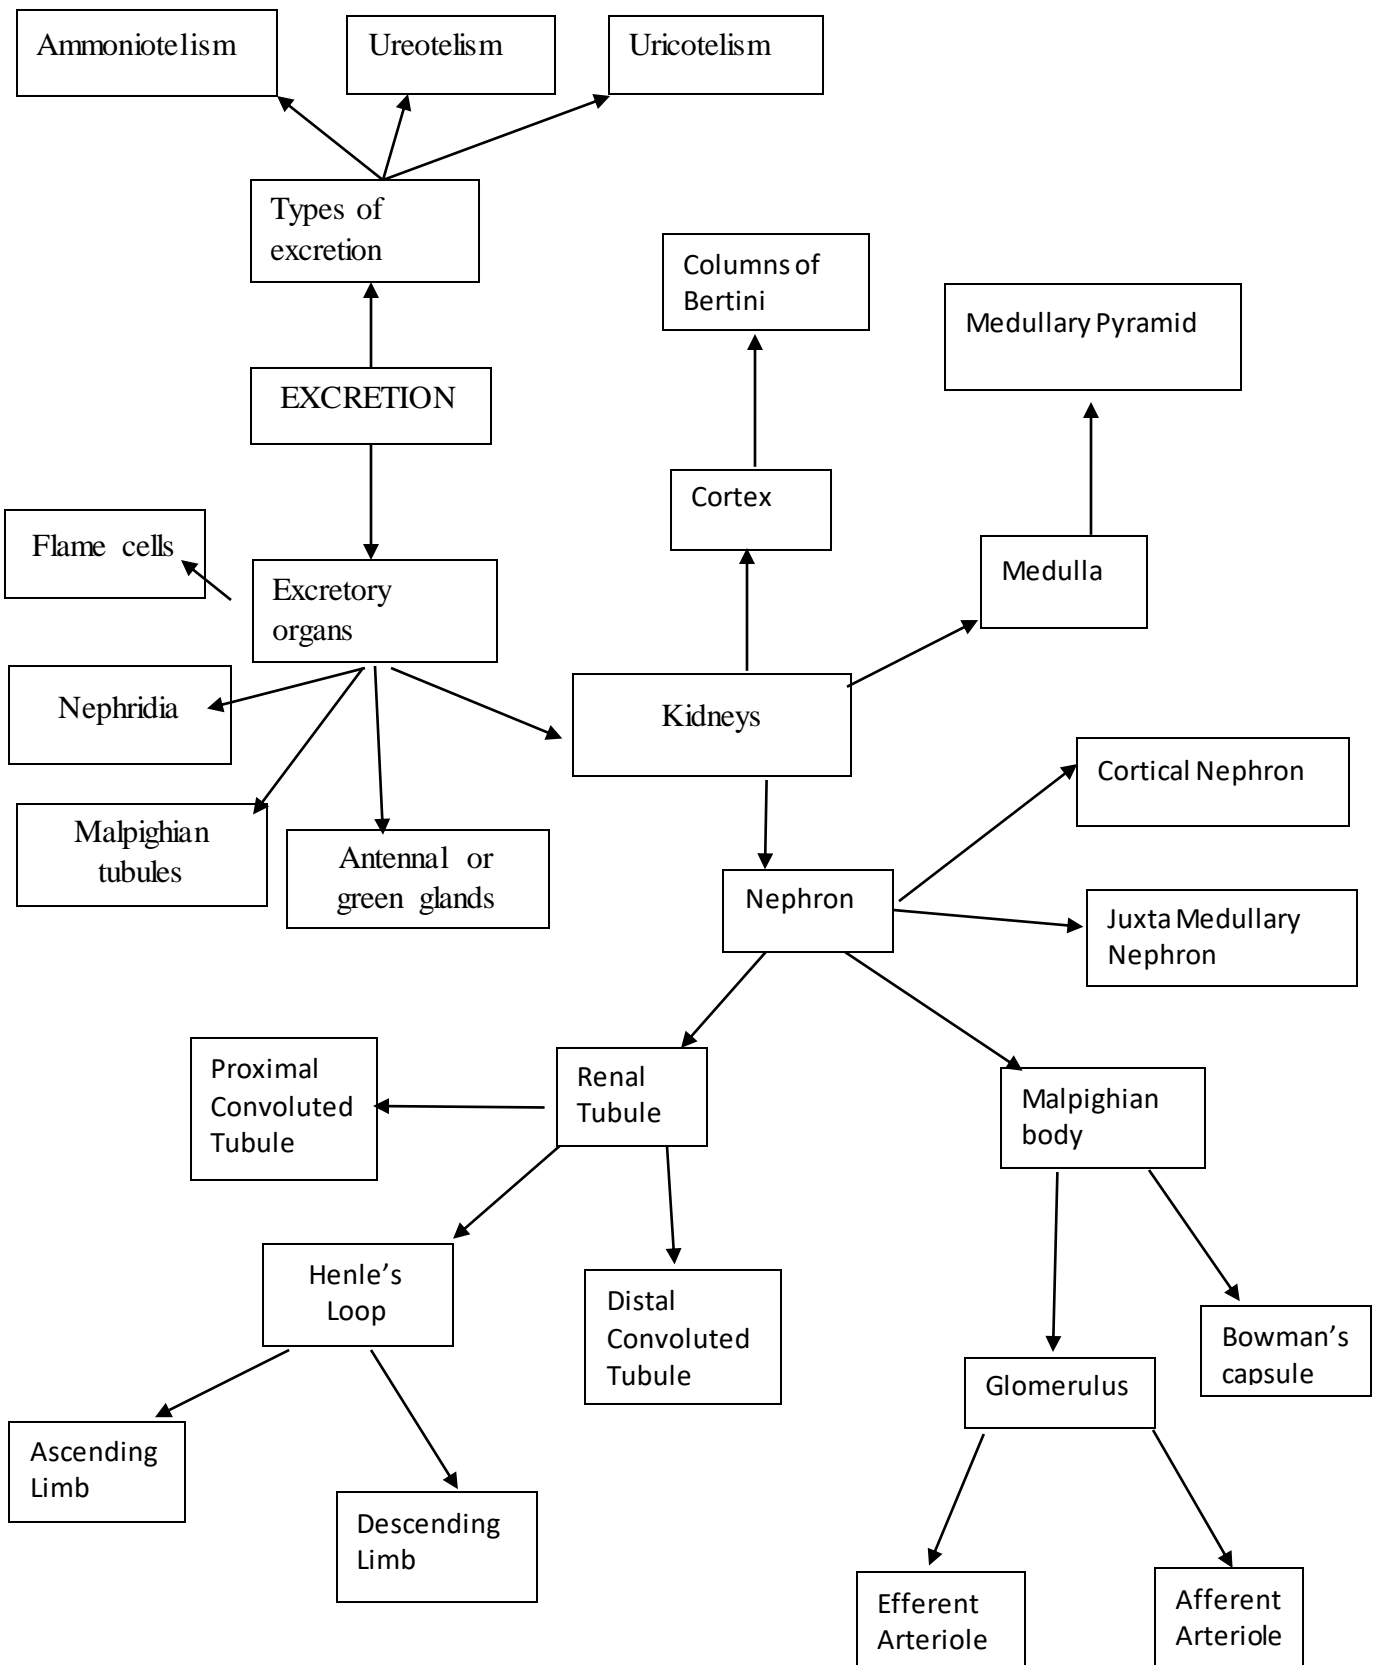 Ammoniotelism
Ureotelism
Uricotelism
Types of
excretion
Columns of
Bertini
Medullary Pyramid
EXCRETION
Cortex
Flame cells
Medulla
Excretory
organs
Nephridia
Kidneys
Cortical Nephron
Malpighian
tubules
Antennal or
green glands
Nephron
Juxta Medullary
Nephron
Proximal
Convoluted
Tubule
Renal
Tubule
Malpighian
body
Henle’s
Loop
Distal
Convoluted
Tubule
Bowman’s
capsule
Glomerulus
Ascending
Limb
Descending
Limb
Efferent
Arteriole
Afferent
Arteriole